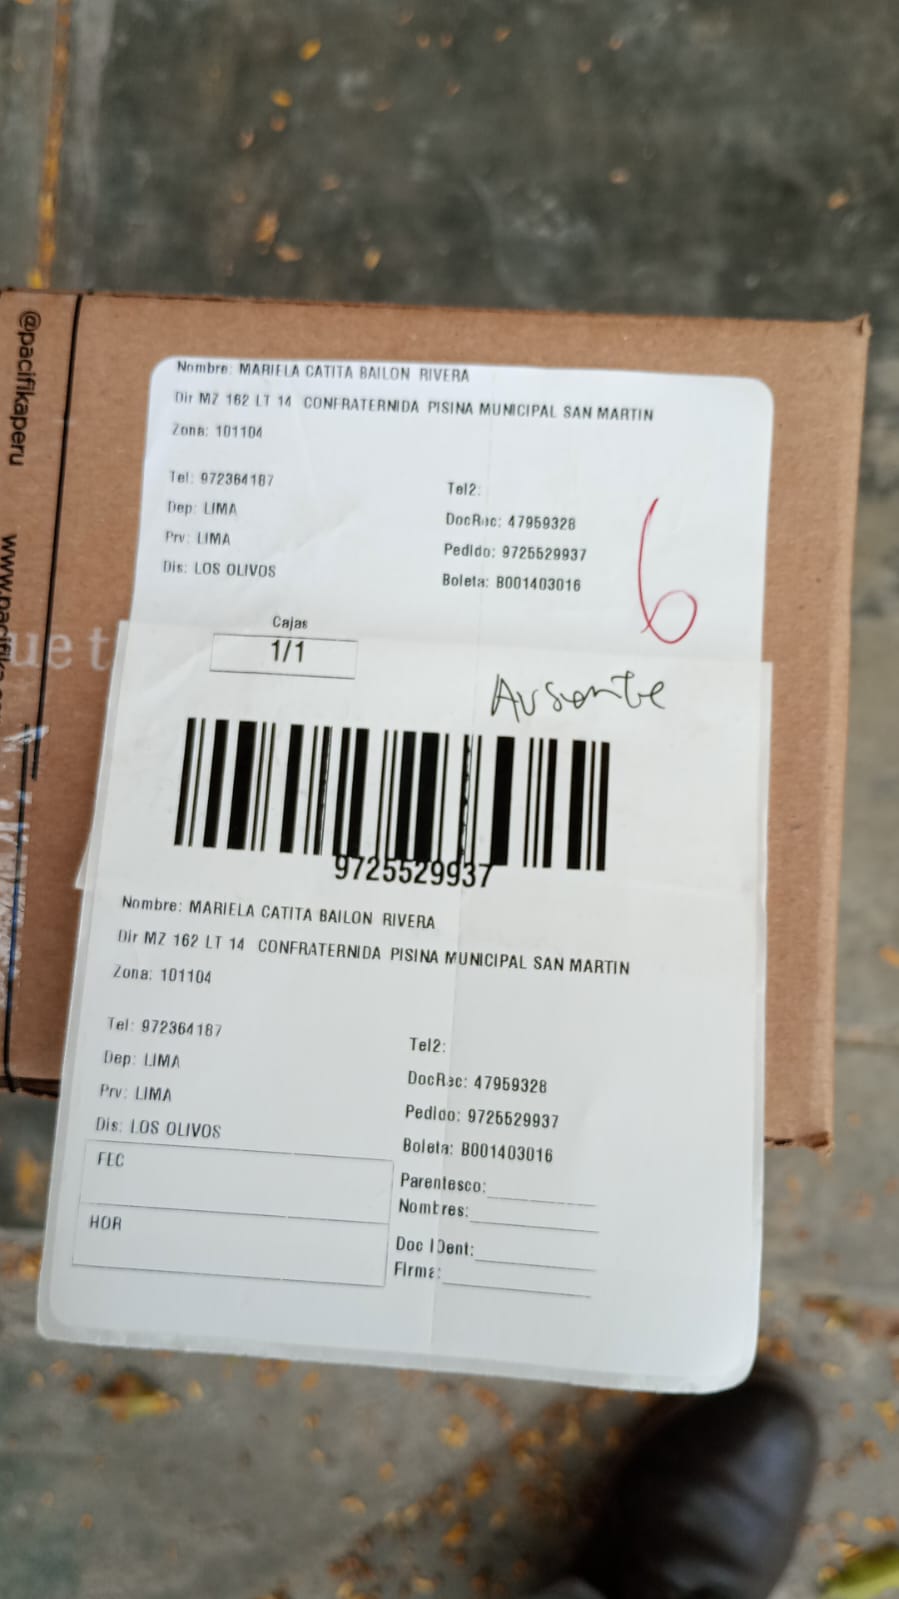 @pacifikaperu
www.pacifik
ue t
Nombre: MARIELA CATITA BAILON RIVERA
Dir MZ 162 LT 14 CONFRATERNIDA PISINA MUNICIPAL SAN MARTIN
Zona: 101104
Tel: 972364187
Tel2:
Dep: LIMA
DocRec: 47959328
Prv: LIMA
Pedido: 9725529937
Dis: LOS OLIVOS
Boleta: B001403016
6
Cajas
1/1
Ausente
9725529937
Nombre: MARIELA CATITA BAILON RIVERA
Dir MZ 162 LT 14 CONFRATERNIDA PISINA MUNICIPAL SAN MARTIN
Zona: 101104
Tel: 972364187
Tel2:
Dep: LIMA
DocRec: 47959328
Prv: LIMA
Pedido: 9725529937
Dis: LOS OLIVOS
Boleta: B001403016
FEC
Parentesco:
Nombres:
HOR
Doc IDent:
Firma: